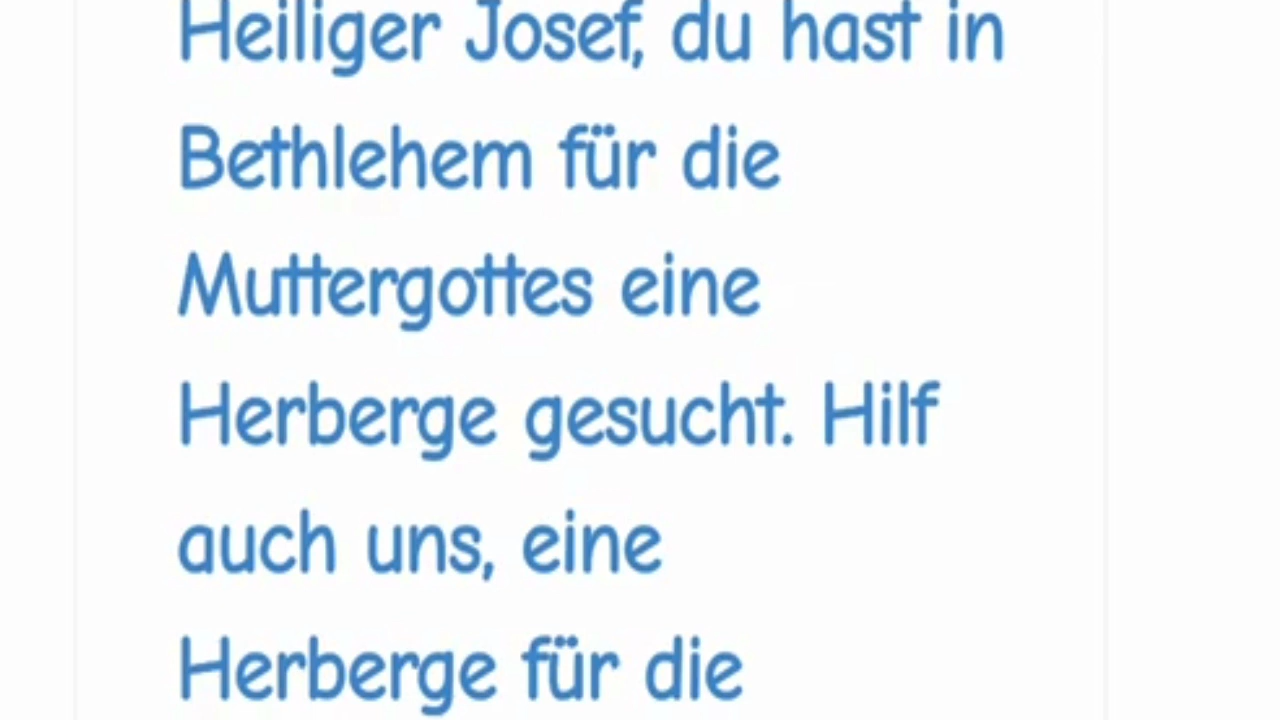 Heiliger Josef, du hast in
Bethlehem für die
Muttergottes eine
Herberge gesucht. Hilf
auch uns, eine
Herberge für die